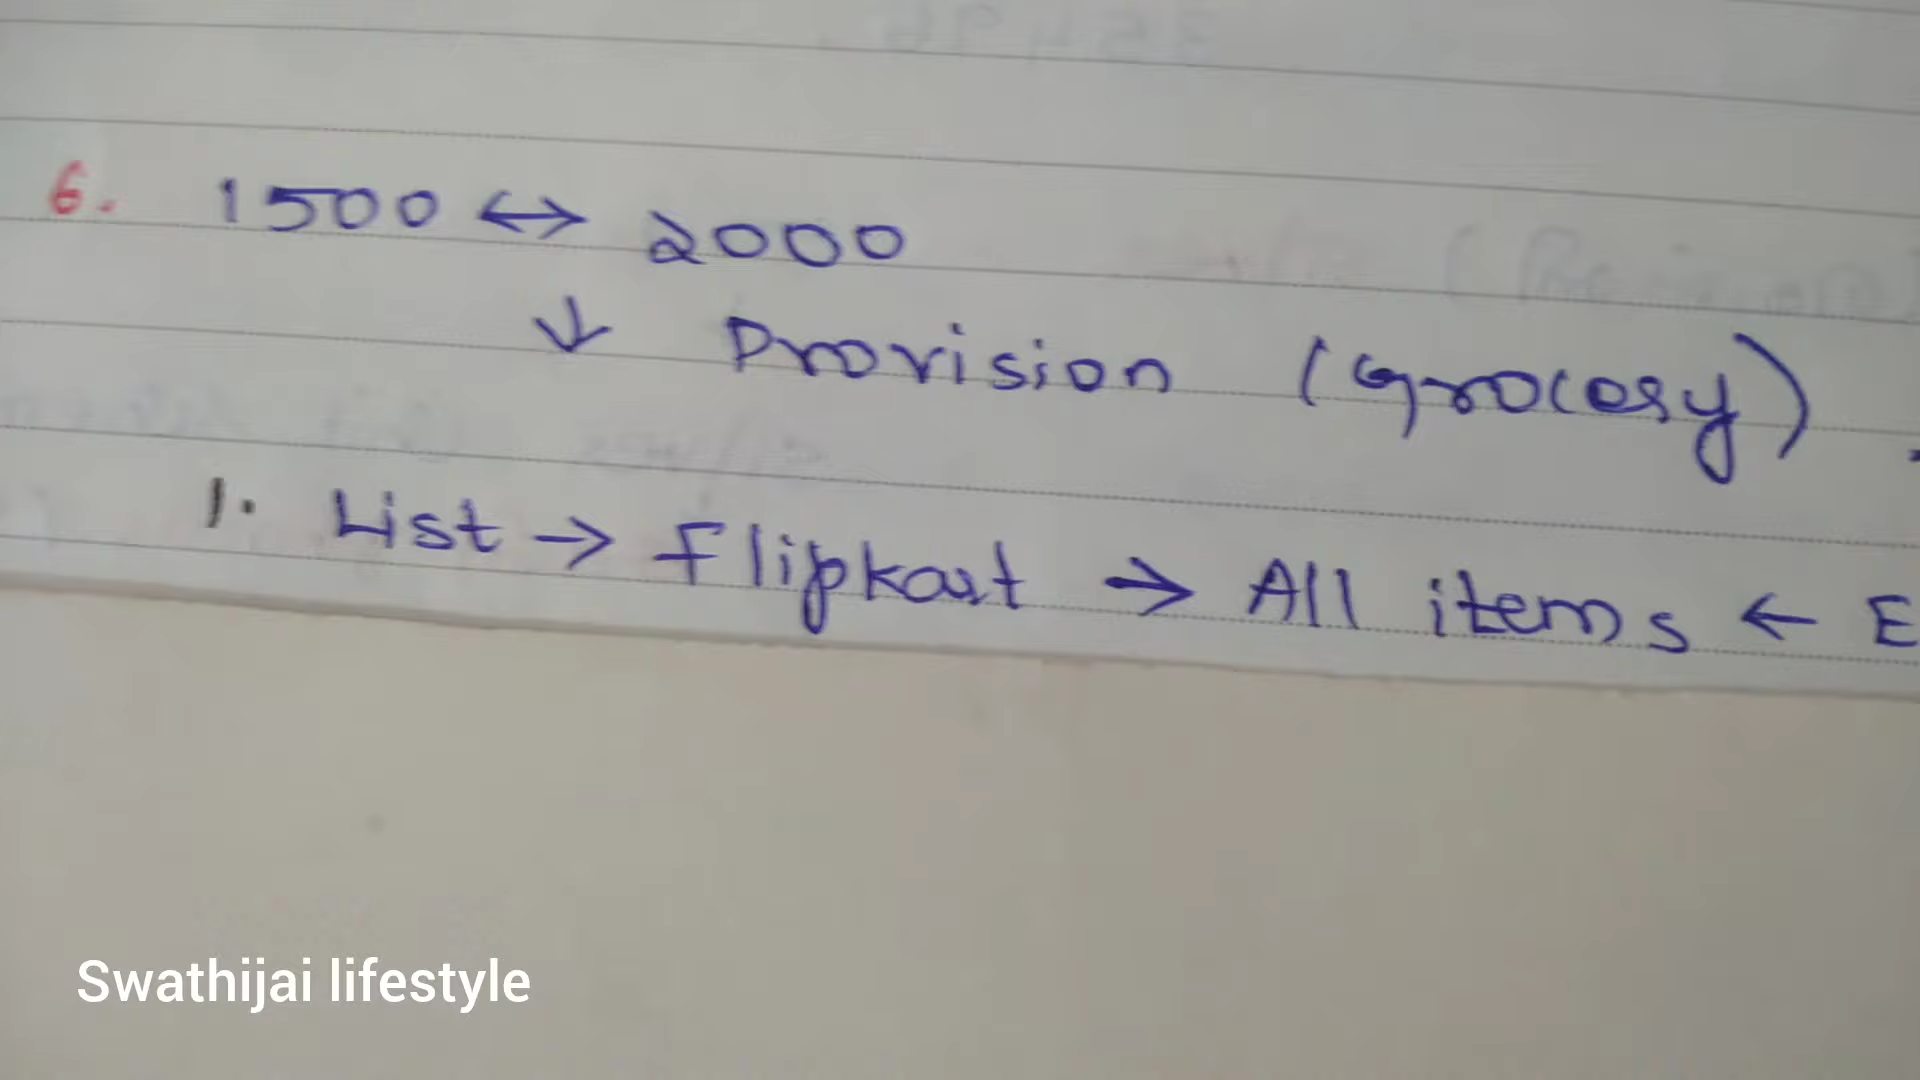 6. 1500 ↔ 2000
↓ Provision (Grocery)
1. List → Flipkart → All items ← E
Swathijai lifestyle